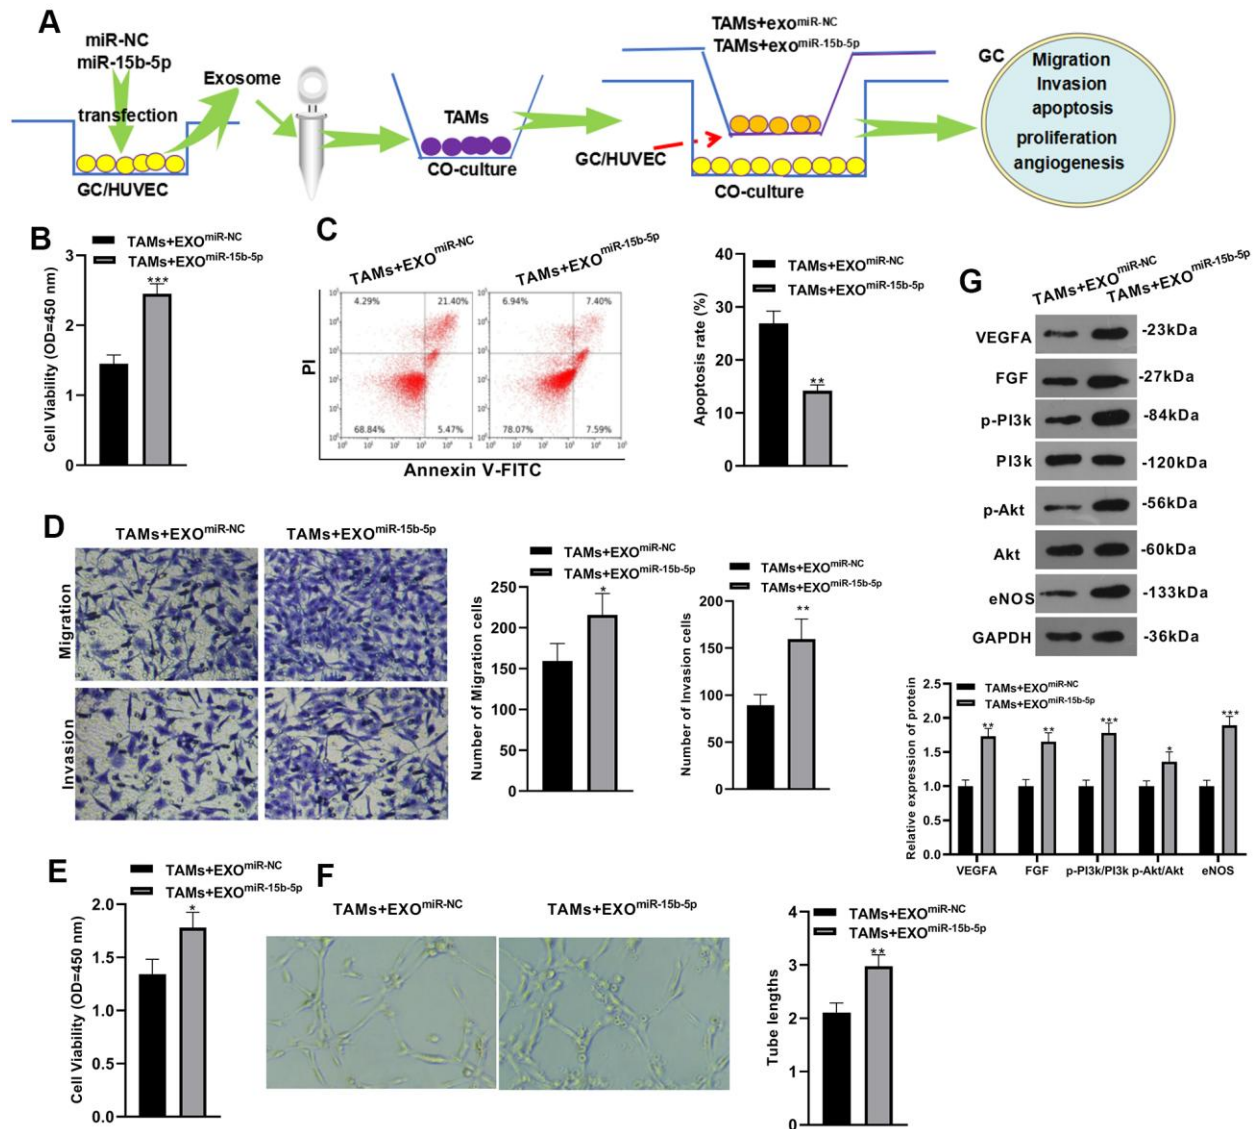 A
miR-NC
miR-15b-5p
transfection
GC/HUVEC
Exosome
TAMs
CO-culture
TAMs+exomiR-NC
TAMs+exomiR-15b-5p
GC/HUVEC
CO-culture
GC
Migration
Invasion
apoptosis
proliferation
angiogenesis
B
TAMs+EXOmiR-NC
TAMs+EXOmiR-15b-5p
Cell Viability (OD=450 nm)
3
2
1
0
***
C
TAMs+EXOmiR-NC
TAMs+EXOmiR-15b-5p
4.29%
21.40%
68.84%
5.47%
6.94%
7.40%
78.07%
7.59%
PI
Annexin V-FITC
Apoptosis rate (%)
40
30
20
10
0
TAMs+EXOmiR-NC
TAMs+EXOmiR-15b-5p
**
D
TAMs+EXOmiR-NC
TAMs+EXOmiR-15b-5p
Migration
Invasion
TAMs+EXOmiR-NC
TAMs+EXOmiR-15b-5p
Number of Migration cells
250
200
150
100
50
0
*
TAMs+EXOmiR-NC
TAMs+EXOmiR-15b-5p
Number of Invasion cells
200
150
100
50
0
**
E
TAMs+EXOmiR-NC
TAMs+EXOmiR-15b-5p
Cell Viability (OD=450 nm)
2.0
1.5
1.0
0.5
0.0
*
F
TAMs+EXOmiR-NC
TAMs+EXOmiR-15b-5p
TAMs+EXOmiR-NC
TAMs+EXOmiR-15b-5p
Tube lengths
4
3
2
1
0
**
G
TAMs+EXOmiR-NC
TAMs+EXOmiR-15b-5p
VEGFA -23kDa
FGF -27kDa
p-PI3k -84kDa
PI3k -120kDa
p-Akt -56kDa
Akt -60kDa
eNOS -133kDa
GAPDH -36kDa
TAMs+EXOmiR-NC
TAMs+EXOmiR-15b-5p
Relative expression of protein
2.5
2.0
1.5
1.0
0.5
0.0
** ** *** * ***
VEGFA FGF p-PI3k/PI3k p-Akt/Akt eNOS